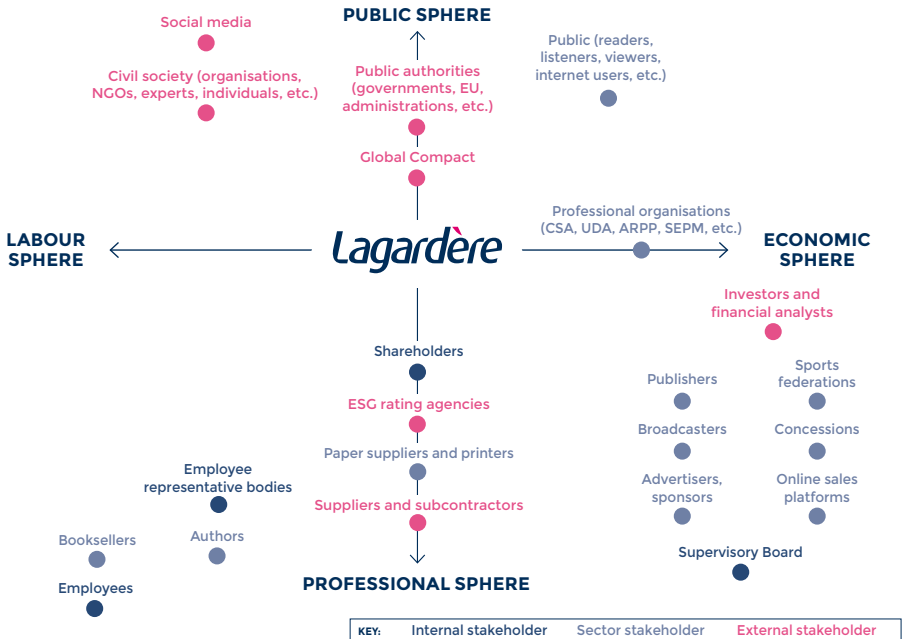 PUBLIC SPHERE
Social media
Civil society (organisations,
NGOs, experts, individuals, etc.)
Public authorities
(governments, EU,
administrations, etc.)
Public (readers,
listeners, viewers,
internet users, etc.)
Global Compact
Professional organisations
(CSA, UDA, ARPP, SEPM, etc.)
LABOUR
SPHERE
Lagardère
ECONOMIC
SPHERE
Investors and
financial analysts
Shareholders
ESG rating agencies
Paper suppliers and printers
Suppliers and subcontractors
Publishers
Sports
federations
Broadcasters
Concessions
Advertisers,
sponsors
Online sales
platforms
Employee
representative bodies
Booksellers
Authors
Employees
Supervisory Board
PROFESSIONAL SPHERE
KEY: Internal stakeholder Sector stakeholder External stakeholder